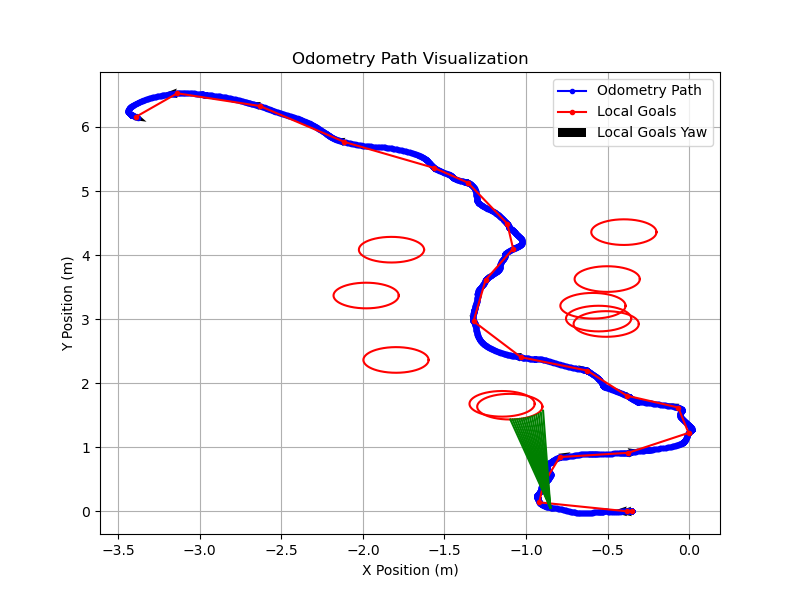 Odometry Path Visualization
Odometry Path
Local Goals
Local Goals Yaw
Y Position (m)
6
5
4
3
2
1
0
−3.5 −3.0 −2.5 −2.0 −1.5 −1.0 −0.5 0.0
X Position (m)